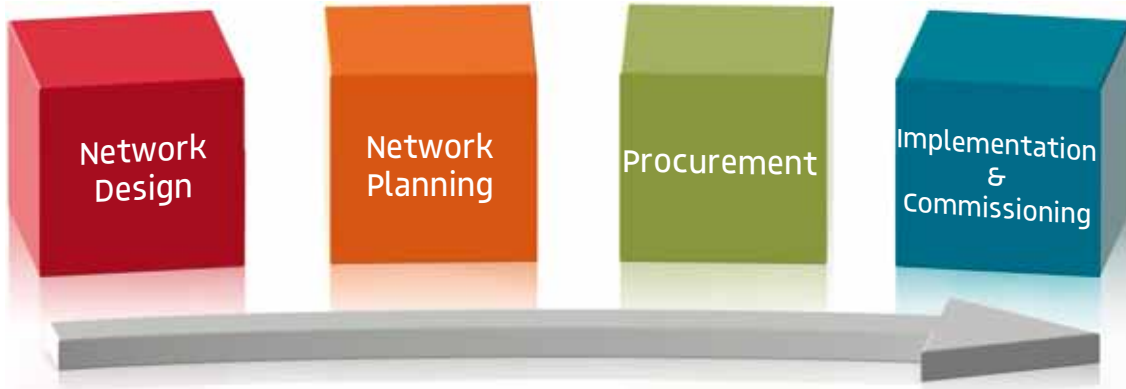 Network
Design
Network
Planning
Procurement
Implementation
&
Commissioning